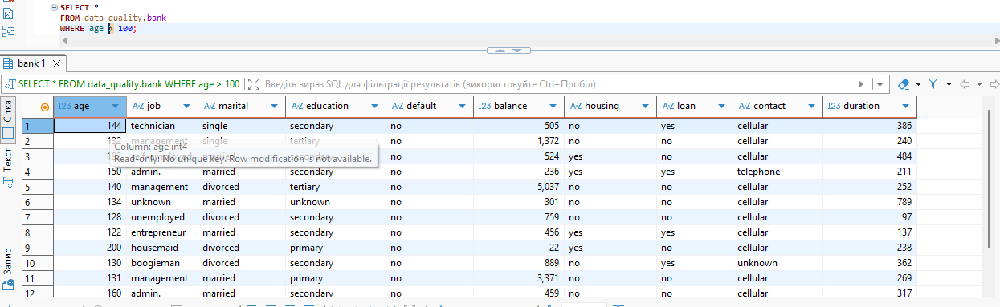 SELECT *
FROM data_quality.bank
WHERE age > 100;
bank 1
SELECT * FROM data_quality.bank WHERE age > 100 Введіть вираз SQL для фільтрації результатів (використовуйте Ctrl+Пробіл)
Сітка
Текст
Запис
123 age A-Z job A-Z marital A-Z education A-Z default 123 balance A-Z housing A-Z loan A-Z contact 123 duration
1 144 technician single secondary no 505 no yes cellular 386
2 132 management single tertiary no 1,372 no no cellular 240
Column: age int4
3 self-employed married secondary no 524 yes no cellular 484
Read-only: No unique key. Row modification is not available.
4 150 admin. married secondary no 236 yes yes telephone 211
5 140 management divorced tertiary no 5,037 no no cellular 252
6 134 unknown married unknown no 301 no no cellular 789
7 128 unemployed divorced secondary no 759 no no cellular 97
8 122 entrepreneur married secondary no 456 yes yes cellular 137
9 200 housemaid divorced primary no 22 yes no cellular 238
10 130 boogieman divorced secondary no 889 no yes unknown 362
11 131 management married primary no 3,371 no no cellular 269
12 160 admin. married secondary no 459 no no cellular 317